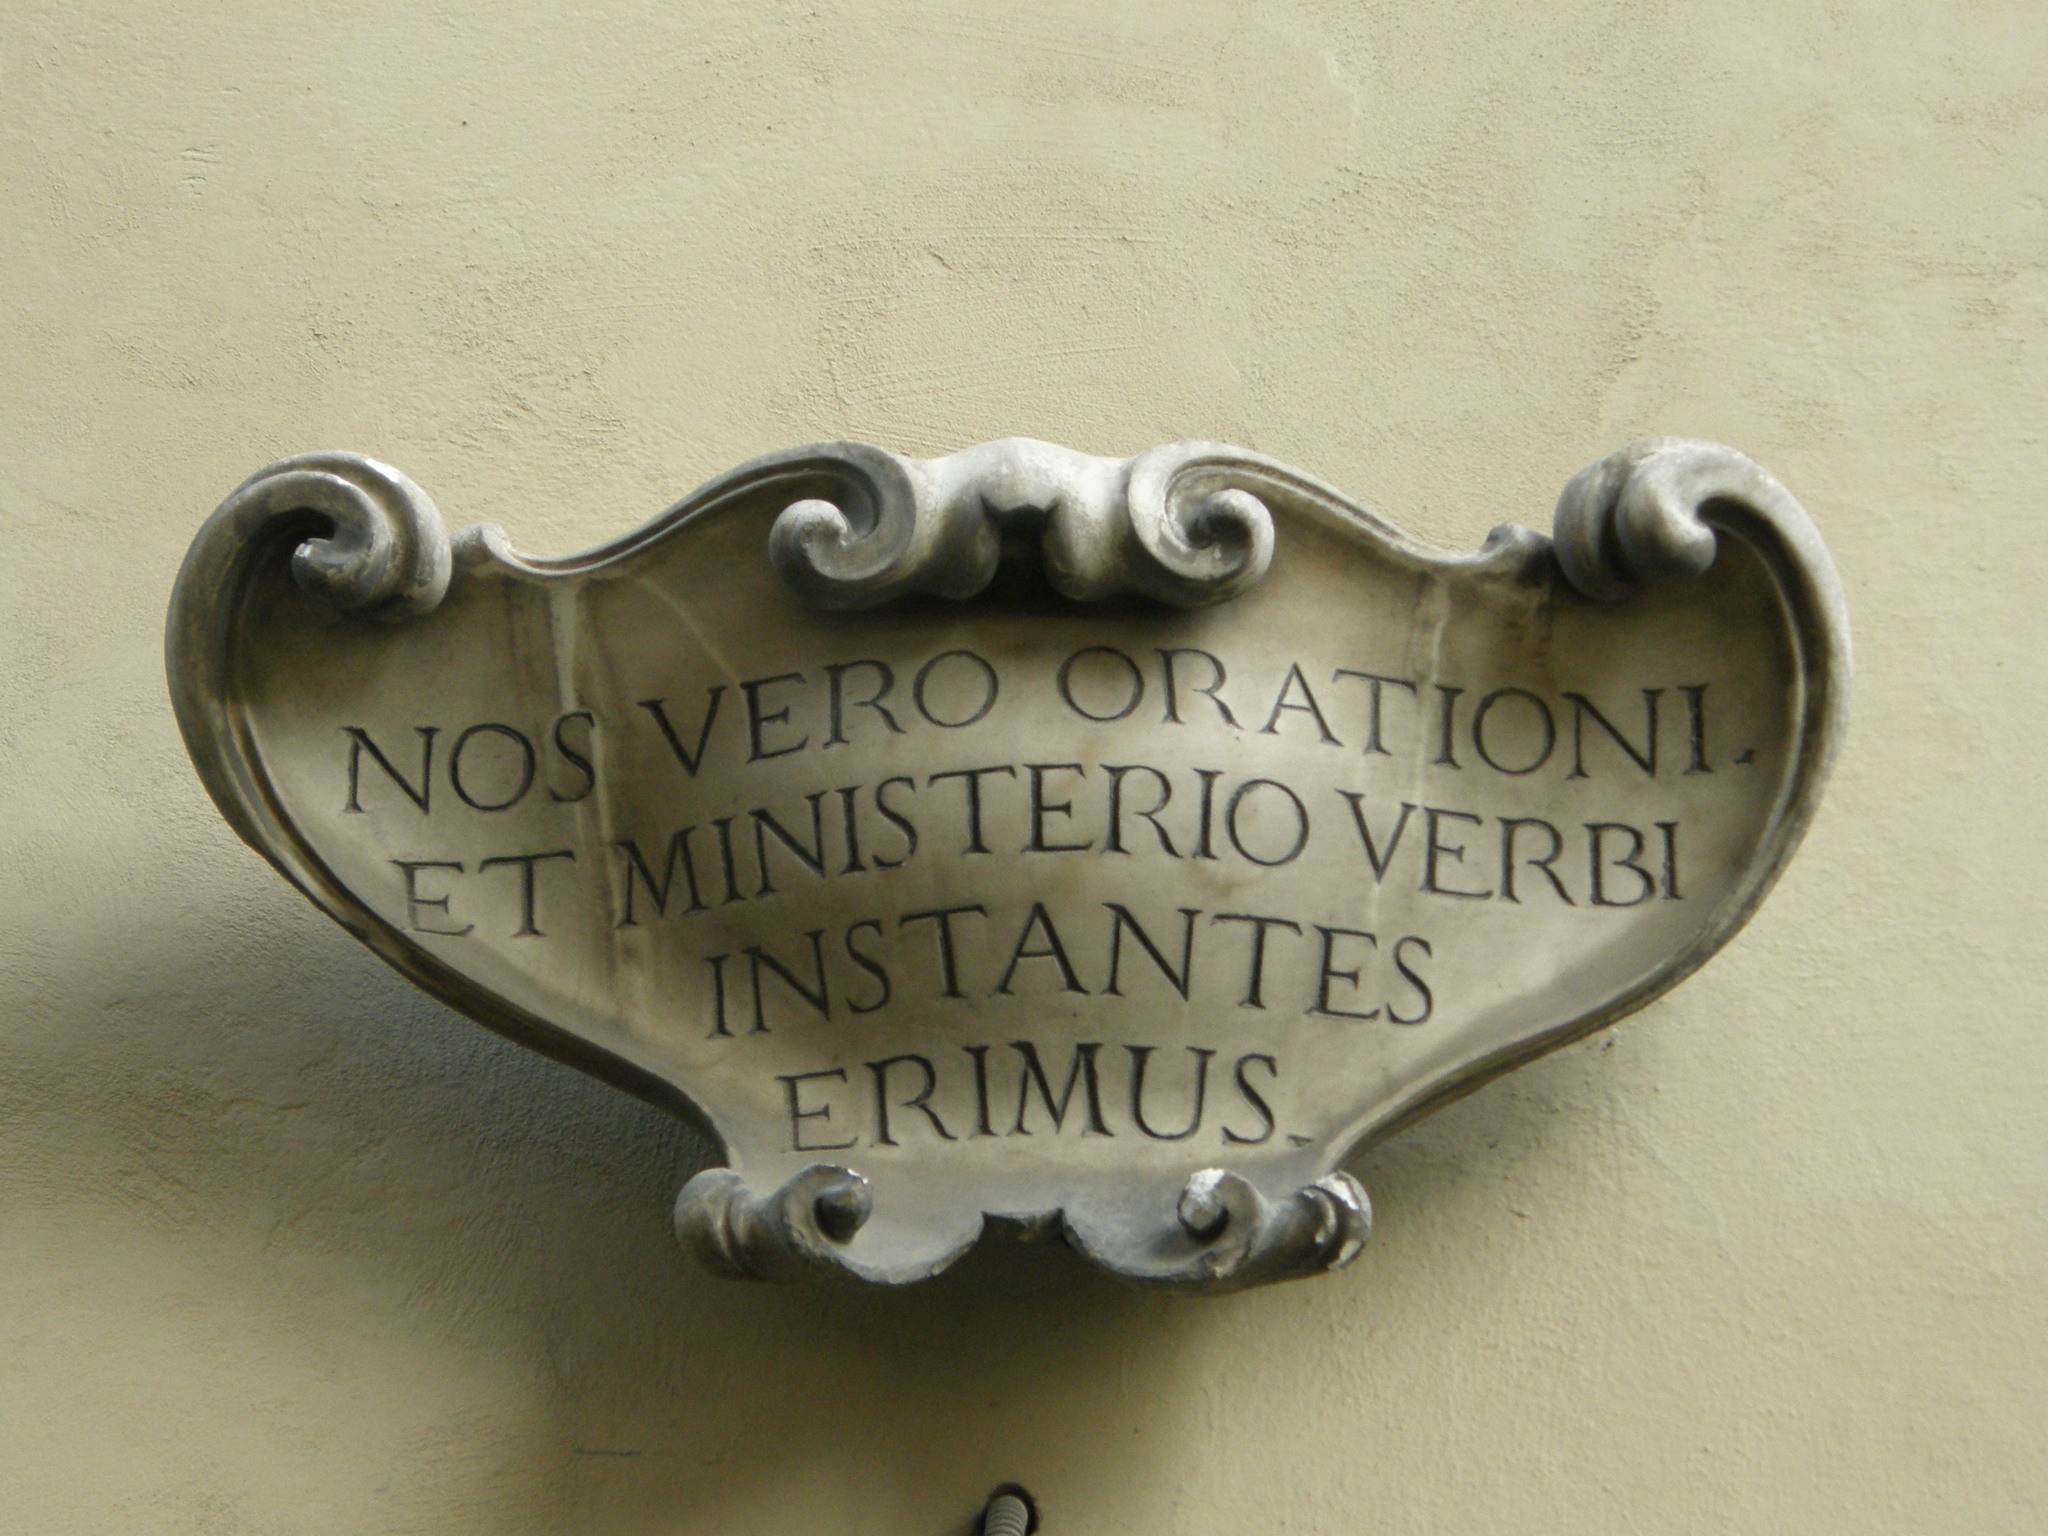 NOS VERO ORATIONI.
ET MINISTERIO VERBI
INSTANTES
ERIMUS.